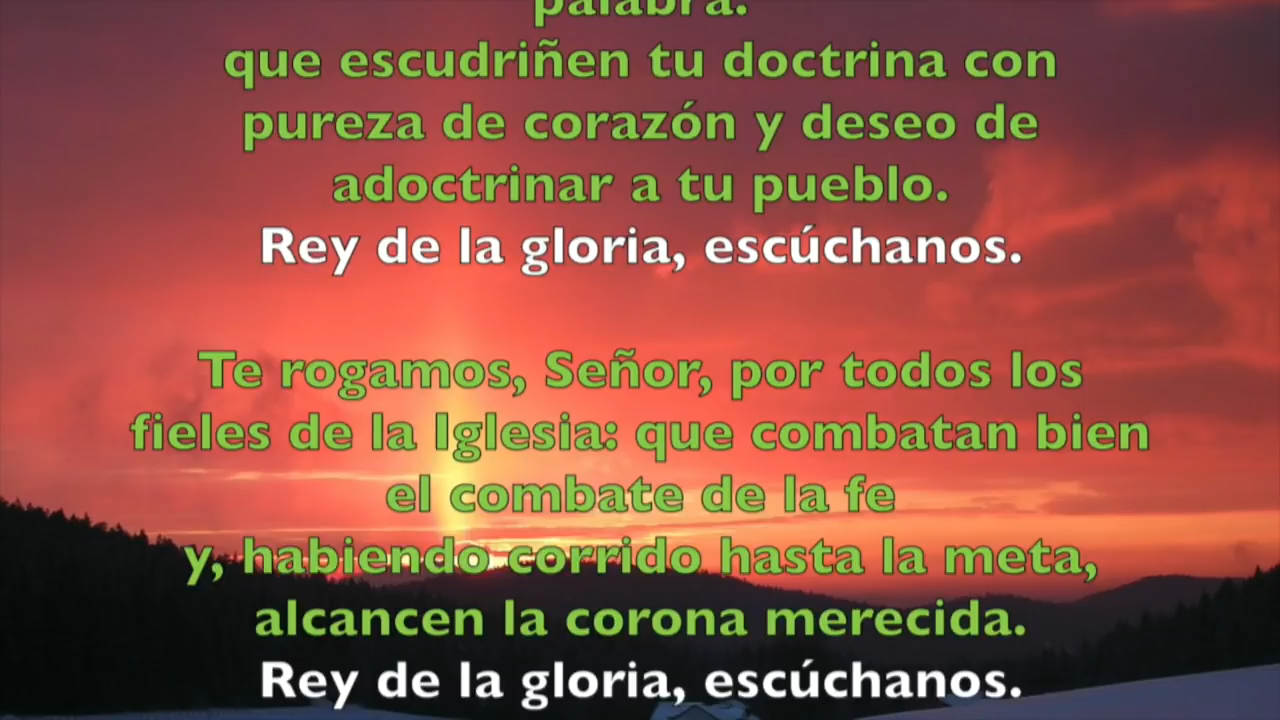 palabra.
que escudriñen tu doctrina con
pureza de corazón y deseo de
adoctrinar a tu pueblo.
Rey de la gloria, escúchanos.
Te rogamos, Señor, por todos los
fieles de la Iglesia: que combatan bien
el combate de la fe
y, habiendo corrido hasta la meta,
alcancen la corona merecida.
Rey de la gloria, escúchanos.